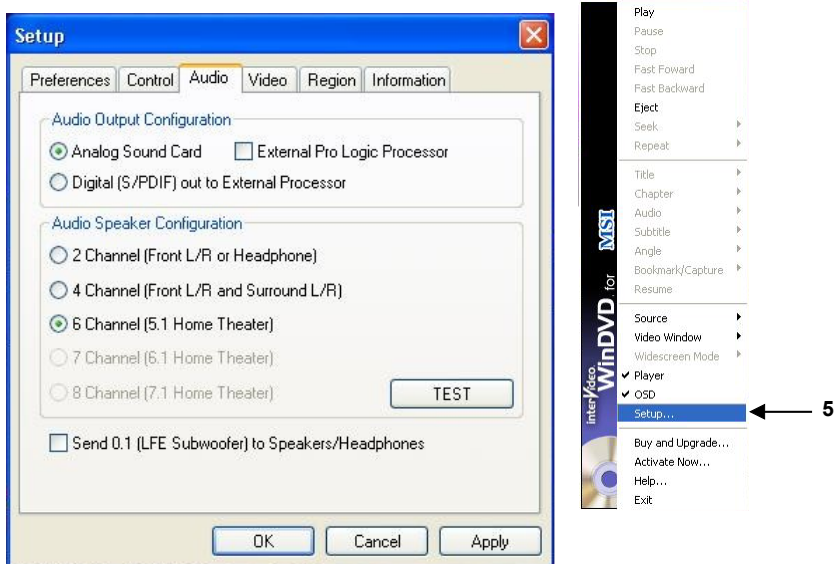 Setup
Preferences Control Audio Video Region Information
Audio Output Configuration
Analog Sound Card External Pro Logic Processor
Digital (S/PDIF) out to External Processor
Audio Speaker Configuration
2 Channel (Front L/R or Headphone)
4 Channel (Front L/R and Surround L/R)
6 Channel (5.1 Home Theater)
7 Channel (6.1 Home Theater)
8 Channel (7.1 Home Theater)
TEST
Send 0.1 (LFE Subwoofer) to Speakers/Headphones
OK Cancel Apply
Play
Pause
Stop
Fast Foward
Fast Backward
Eject
Seek
Repeat
Title
Chapter
Audio
Subtitle
Angle
Bookmark/Capture
Resume
Source
Video Window
Widescreen Mode
Player
OSD
Setup...
Buy and Upgrade...
Activate Now...
Help...
Exit
interVideo WinDVD for MSI
5